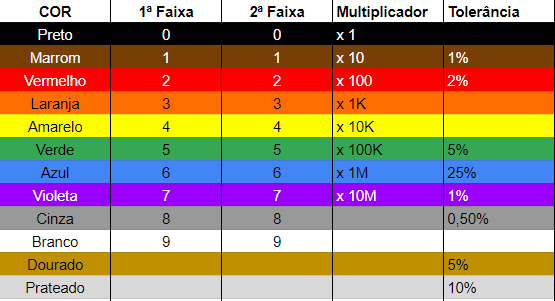 COR 1ª Faixa 2ª Faixa Multiplicador Tolerância
Preto 0 0 x 1
Marrom 1 1 x 10 1%
Vermelho 2 2 x 100 2%
Laranja 3 3 x 1K
Amarelo 4 4 x 10K
Verde 5 5 x 100K 5%
Azul 6 6 x 1M 25%
Violeta 7 7 x 10M 1%
Cinza 8 8 0,50%
Branco 9 9
Dourado 5%
Prateado 10%